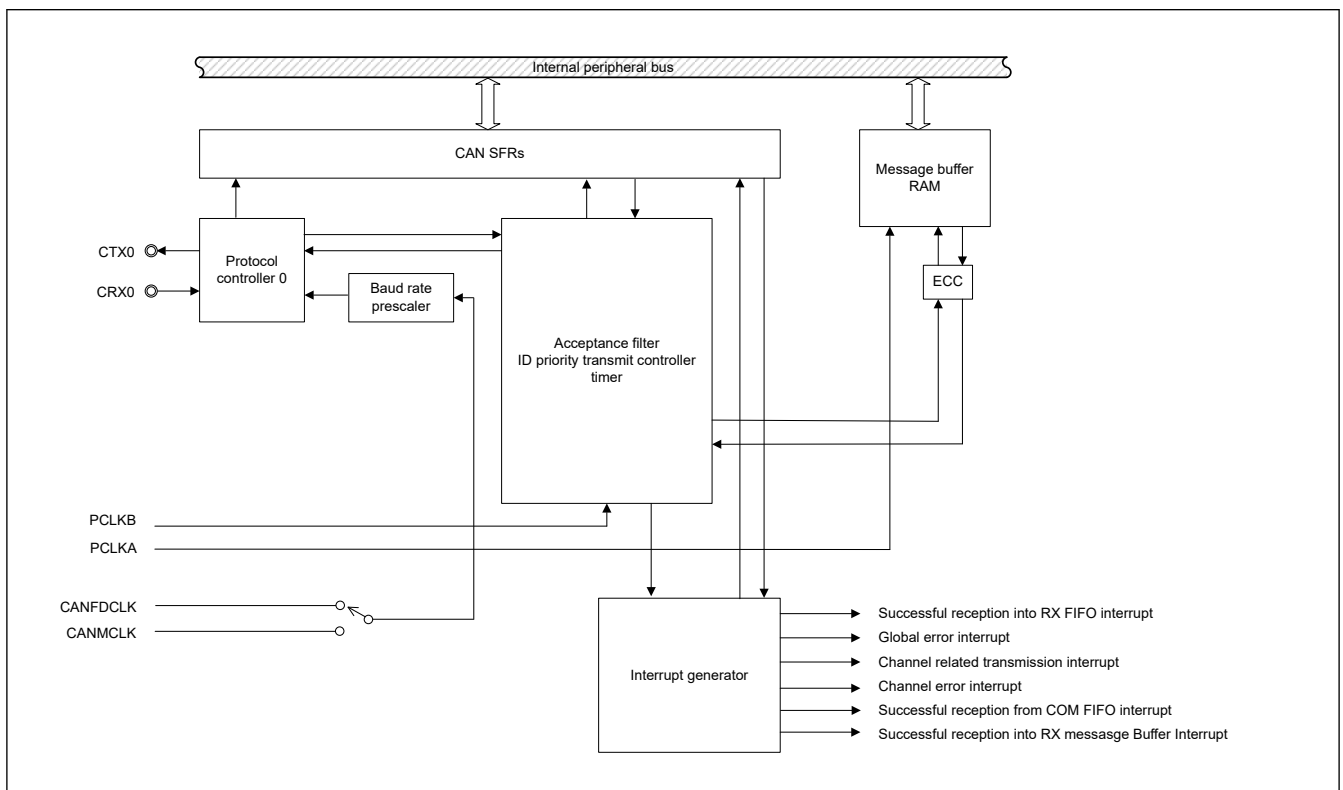 Internal peripheral bus
CAN SFRs
Message buffer
RAM
CTX0
CRX0
Protocol
controller 0
Baud rate
prescaler
ECC
Acceptance filter
ID priority transmit controller
timer
PCLKB
PCLKA
CANFDCLK
CANMCLK
Interrupt generator
Successful reception into RX FIFO interrupt
Global error interrupt
Channel related transmission interrupt
Channel error interrupt
Successful reception from COM FIFO interrupt
Successful reception into RX messasge Buffer Interrupt